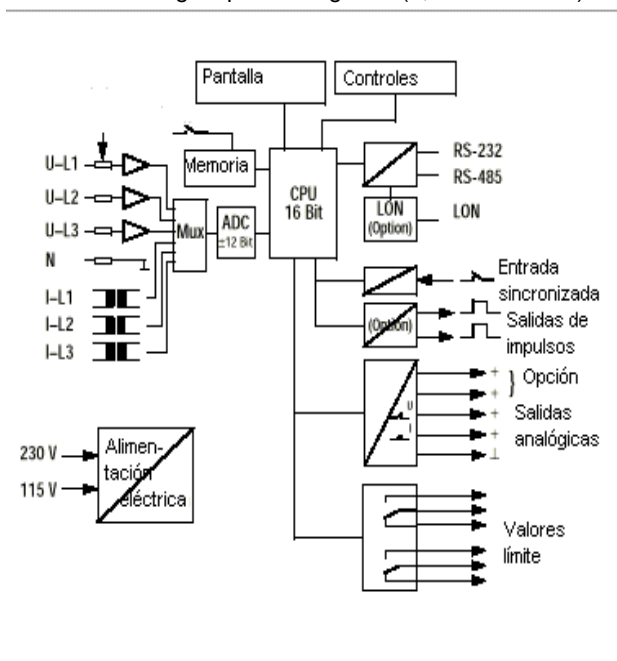 Pantalla
Controles
U–L1
U–L2
U–L3
N
I–L1
I–L2
I–L3
Memoria
Mux
ADC
±12 Bit
CPU
16 Bit
RS-232
RS-485
LON
(Option)
LON
Entrada
sincronizada
(Option)
Salidas de
impulsos
U
I
+
+
+
+
⊥
} Opción
Salidas
analógicas
230 V
115 V
Alimen-
tación
eléctrica
Valores
límite